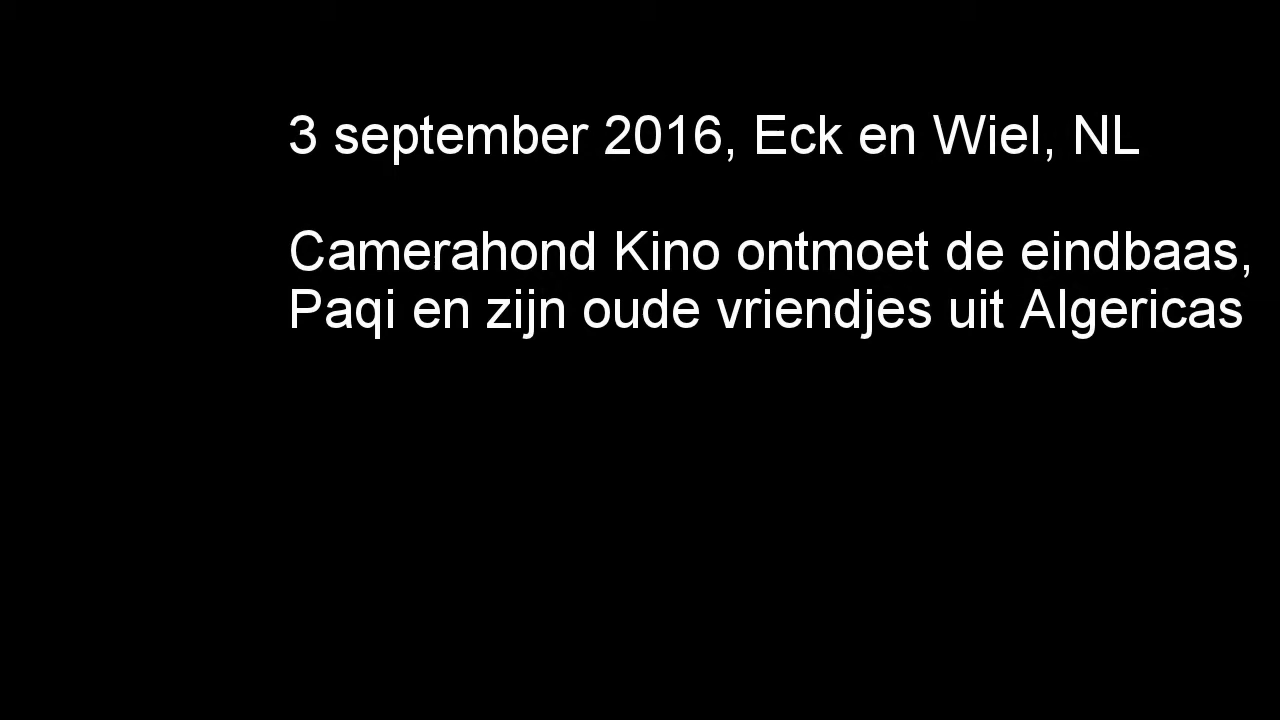 3 september 2016, Eck en Wiel, NL
Camerahond Kino ontmoet de eindbaas,
Paqi en zijn oude vriendjes uit Algericas